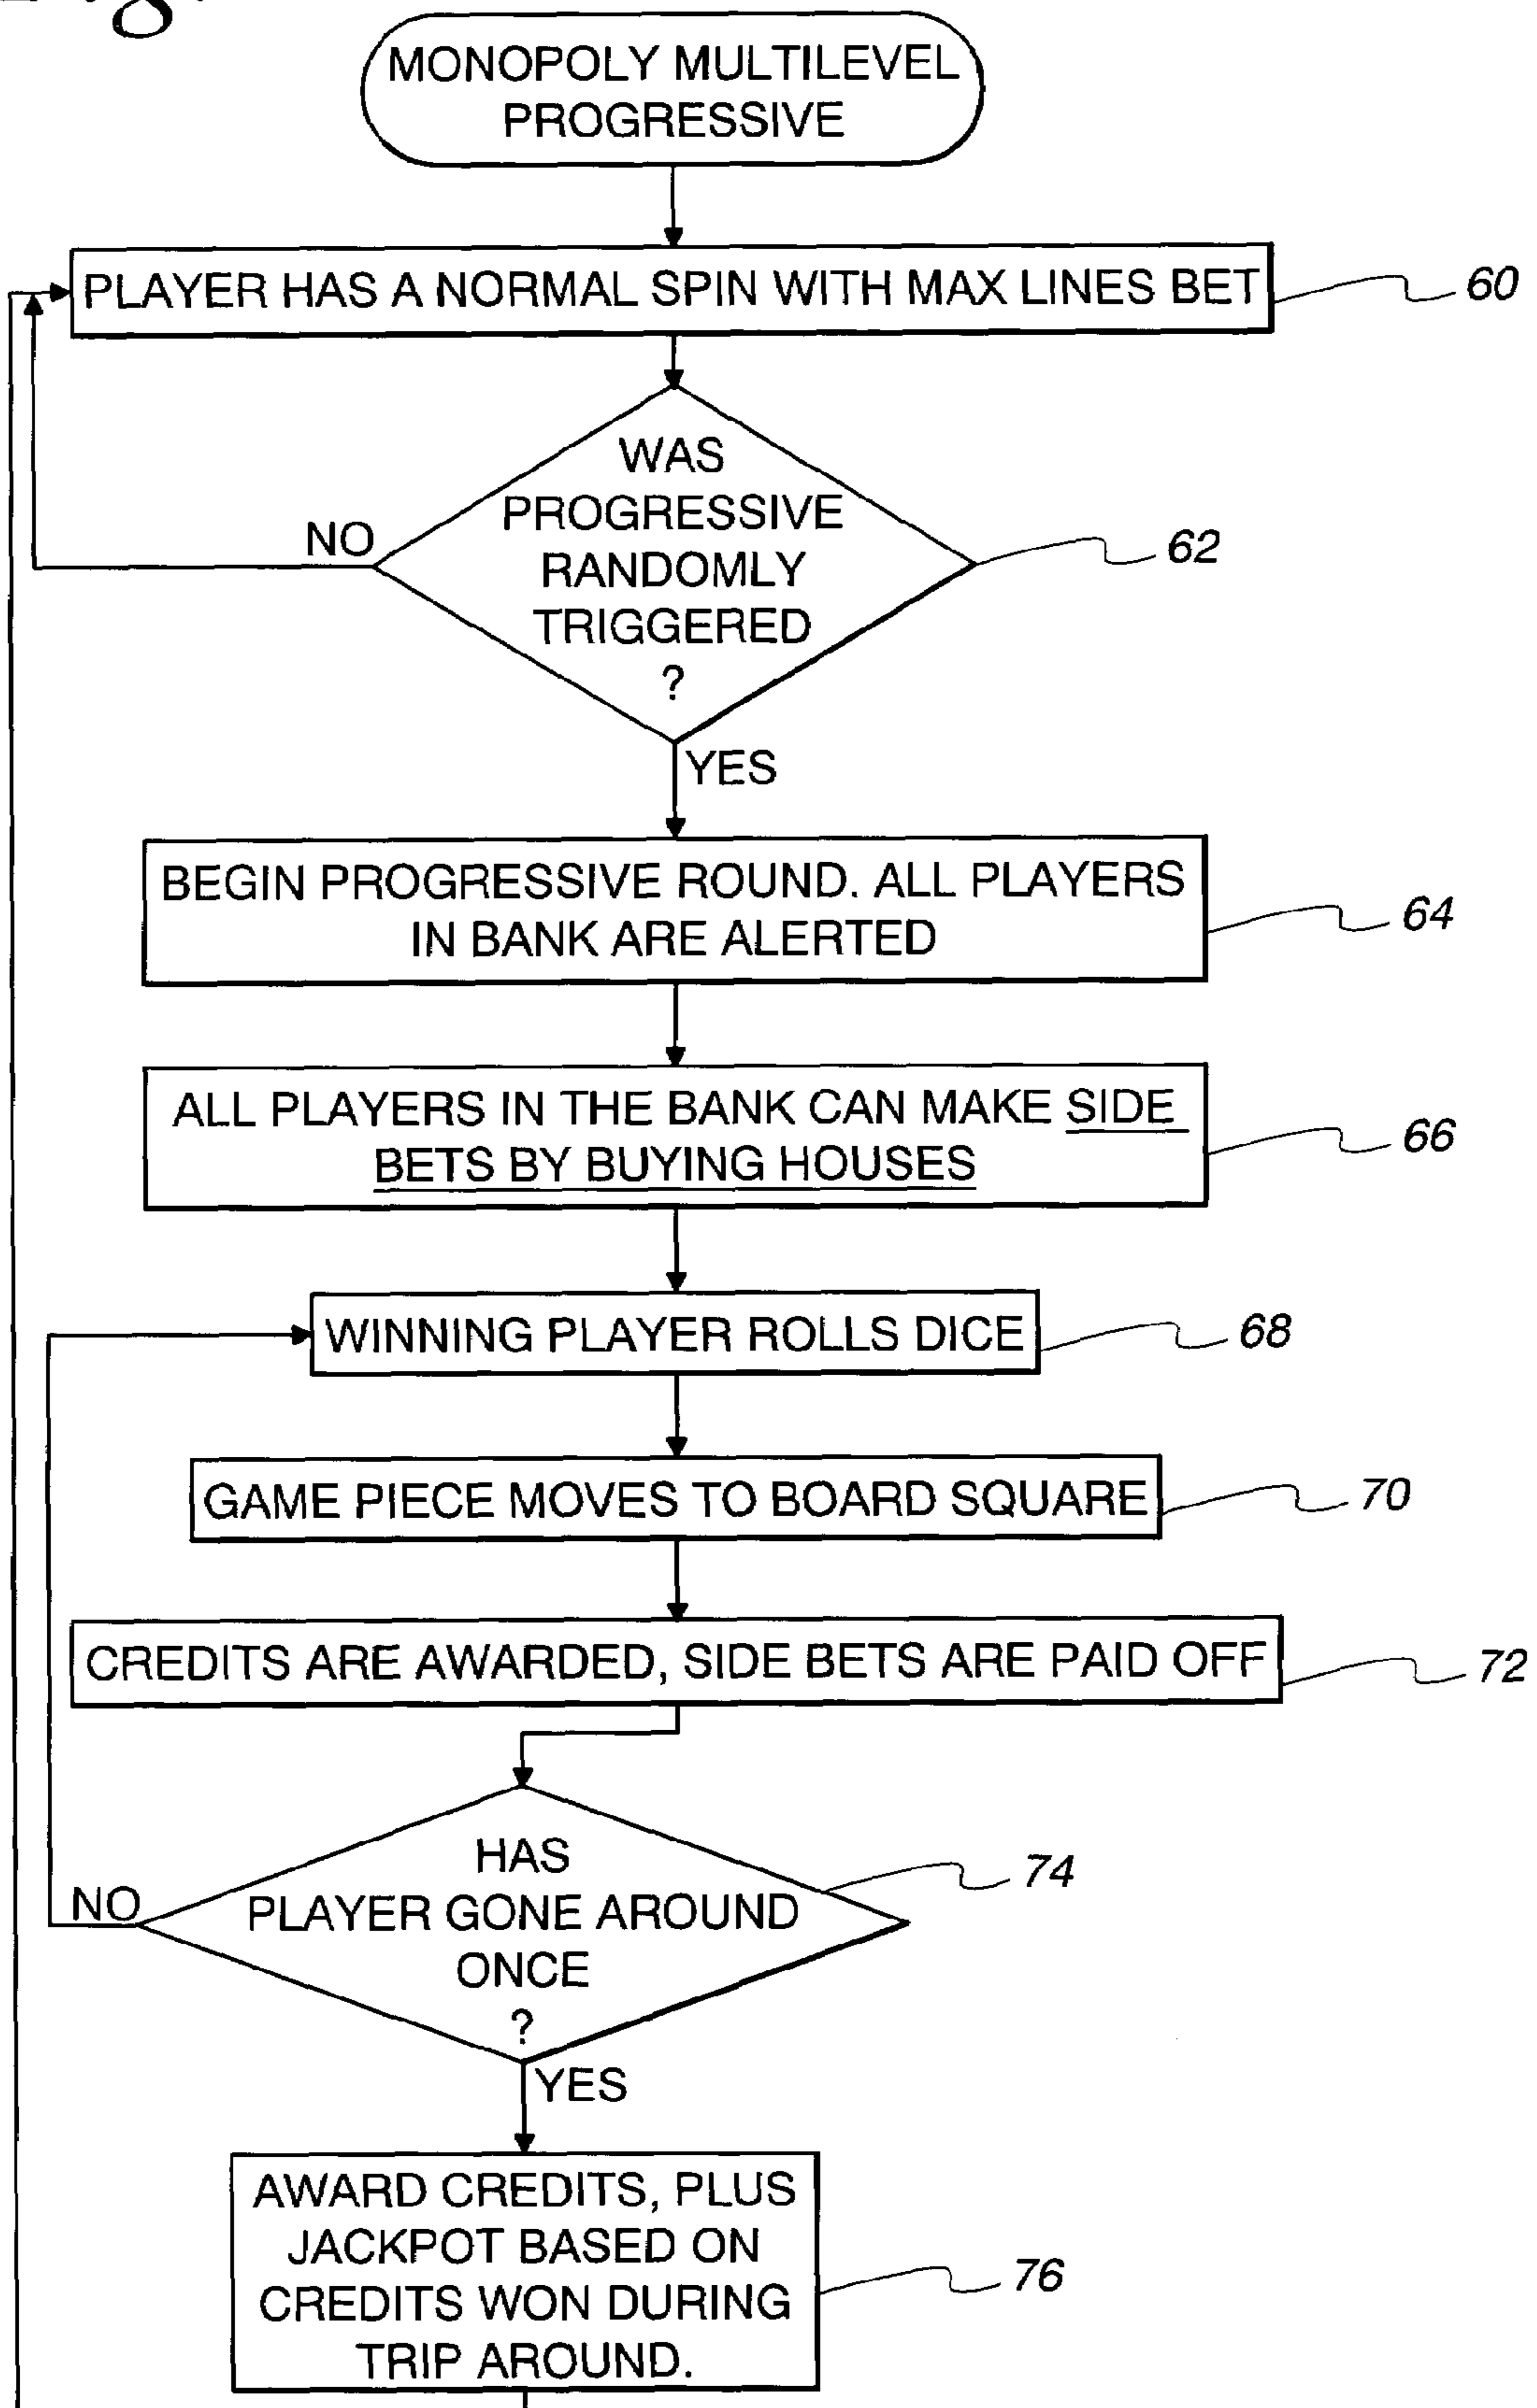 MONOPOLY MULTILEVEL
PROGRESSIVE
PLAYER HAS A NORMAL SPIN WITH MAX LINES BET
60
WAS
PROGRESSIVE
RANDOMLY
TRIGGERED
?
62
NO
YES
BEGIN PROGRESSIVE ROUND. ALL PLAYERS
IN BANK ARE ALERTED
64
ALL PLAYERS IN THE BANK CAN MAKE SIDE
BETS BY BUYING HOUSES
66
WINNING PLAYER ROLLS DICE
68
GAME PIECE MOVES TO BOARD SQUARE
70
CREDITS ARE AWARDED, SIDE BETS ARE PAID OFF
72
HAS
PLAYER GONE AROUND
ONCE
?
74
NO
YES
AWARD CREDITS, PLUS
JACKPOT BASED ON
CREDITS WON DURING
TRIP AROUND.
76